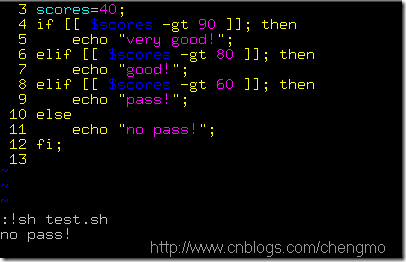 3 scores=40;
4 if [[ $scores -gt 90 ]]; then
5     echo "very good!";
6 elif [[ $scores -gt 80 ]]; then
7     echo "good!";
8 elif [[ $scores -gt 60 ]]; then
9     echo "pass!";
10 else
11     echo "no pass!";
12 fi;
13
~
~
~
:!sh test.sh
no pass!
http://www.cnblogs.com/chengmo